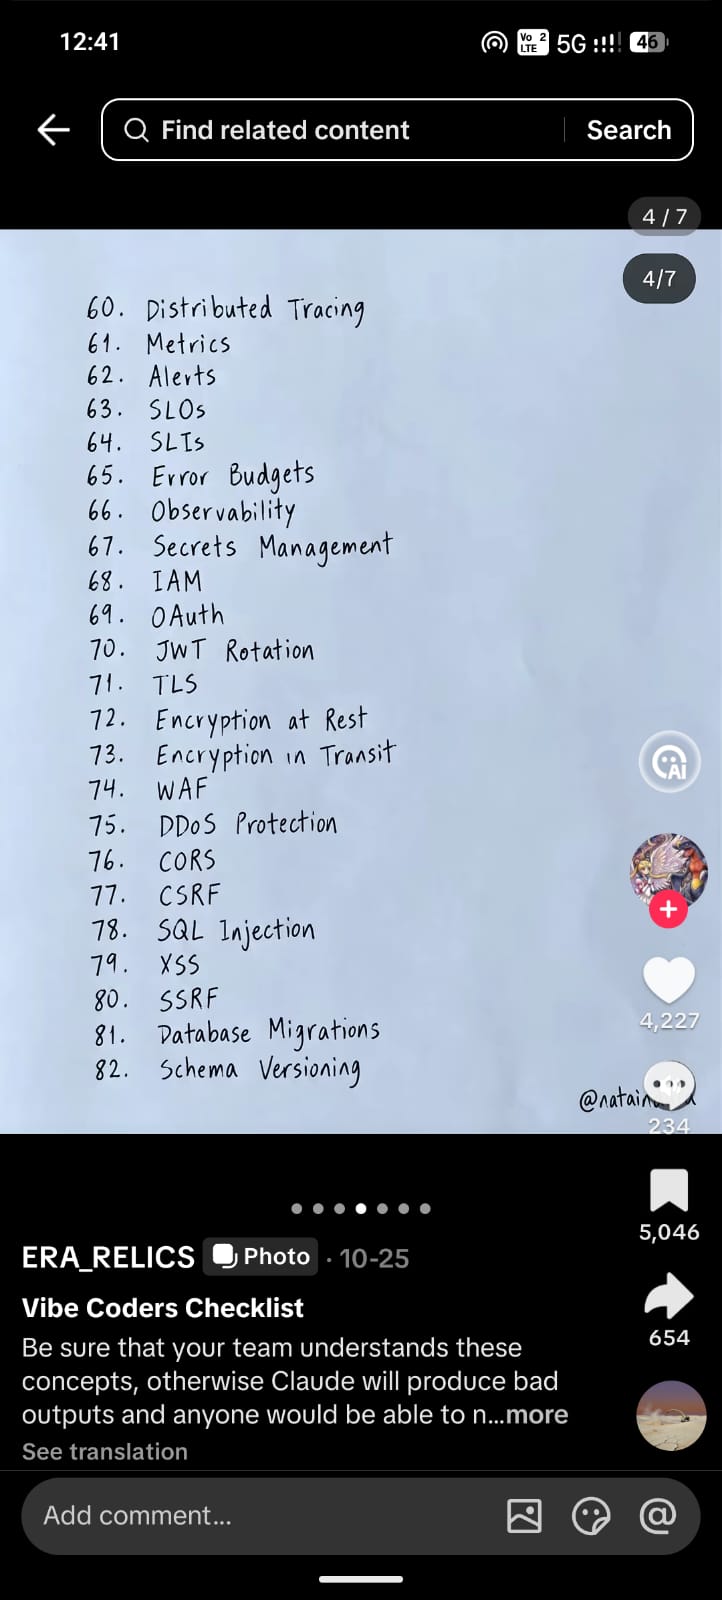 12:41
Vo 2
LTE
5G
46
Find related content
Search
4 / 7
4/7
60. Distributed Tracing
61. Metrics
62. Alerts
63. SLOs
64. SLIs
65. Error Budgets
66. Observability
67. Secrets Management
68. IAM
69. OAuth
70. JWT Rotation
71. TLS
72. Encryption at Rest
73. Encryption in Transit
74. WAF
75. DDoS Protection
76. CORS
77. CSRF
78. SQL Injection
79. XSS
80. SSRF
81. Database Migrations
82. Schema Versioning
AI
4,227
234
5,046
654
ERA_RELICS Photo · 10-25
Vibe Coders Checklist
Be sure that your team understands these
concepts, otherwise Claude will produce bad
outputs and anyone would be able to n...more
See translation
Add comment...